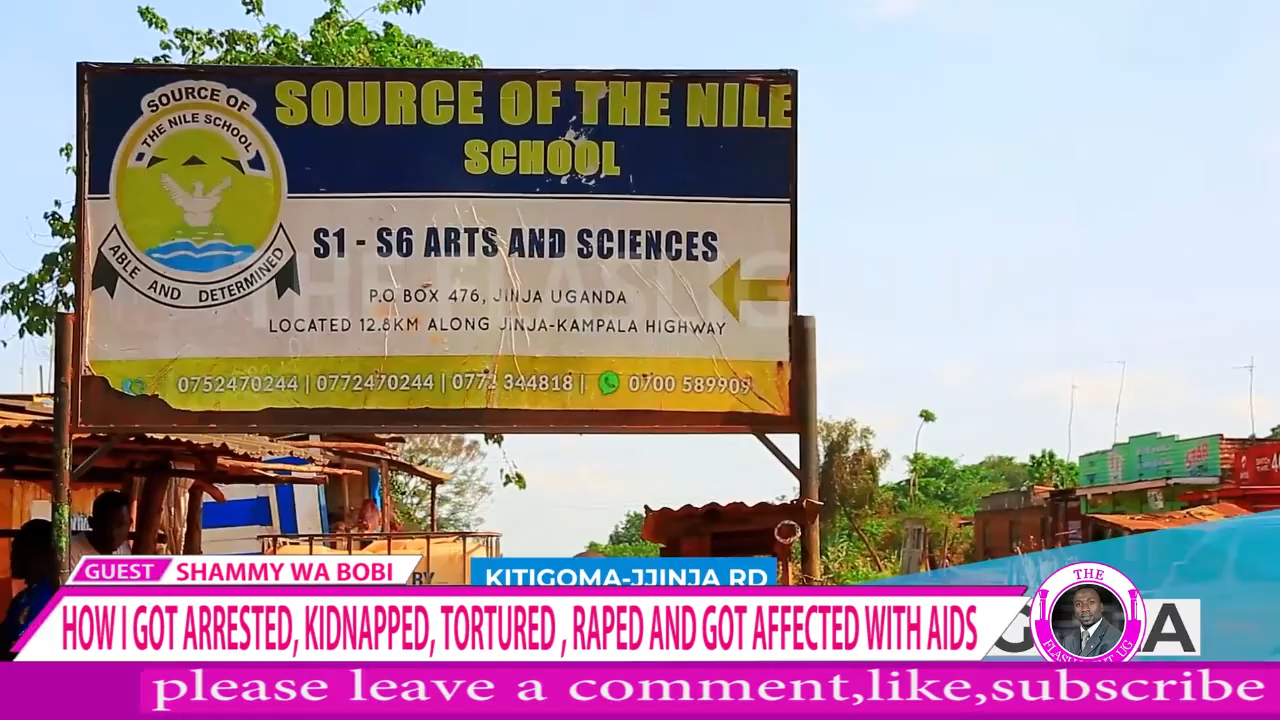 SOURCE OF
THE NILE SCHOOL
ABLE AND DETERMINED
SOURCE OF THE NILE
SCHOOL
S1 - S6 ARTS AND SCIENCES
P.O BOX 476, JINJA UGANDA
LOCATED 12.8KM ALONG JINJA-KAMPALA HIGHWAY
0752470244 | 0772470244 | 0772 344818 | 0700 589909
GUEST SHAMMY WA BOBI
KITIGOMA-JJINJA RD
HOW I GOT ARRESTED, KIDNAPPED, TORTURED , RAPED AND GOT AFFECTED WITH AIDS
THE
A
please leave a comment,like,subscribe